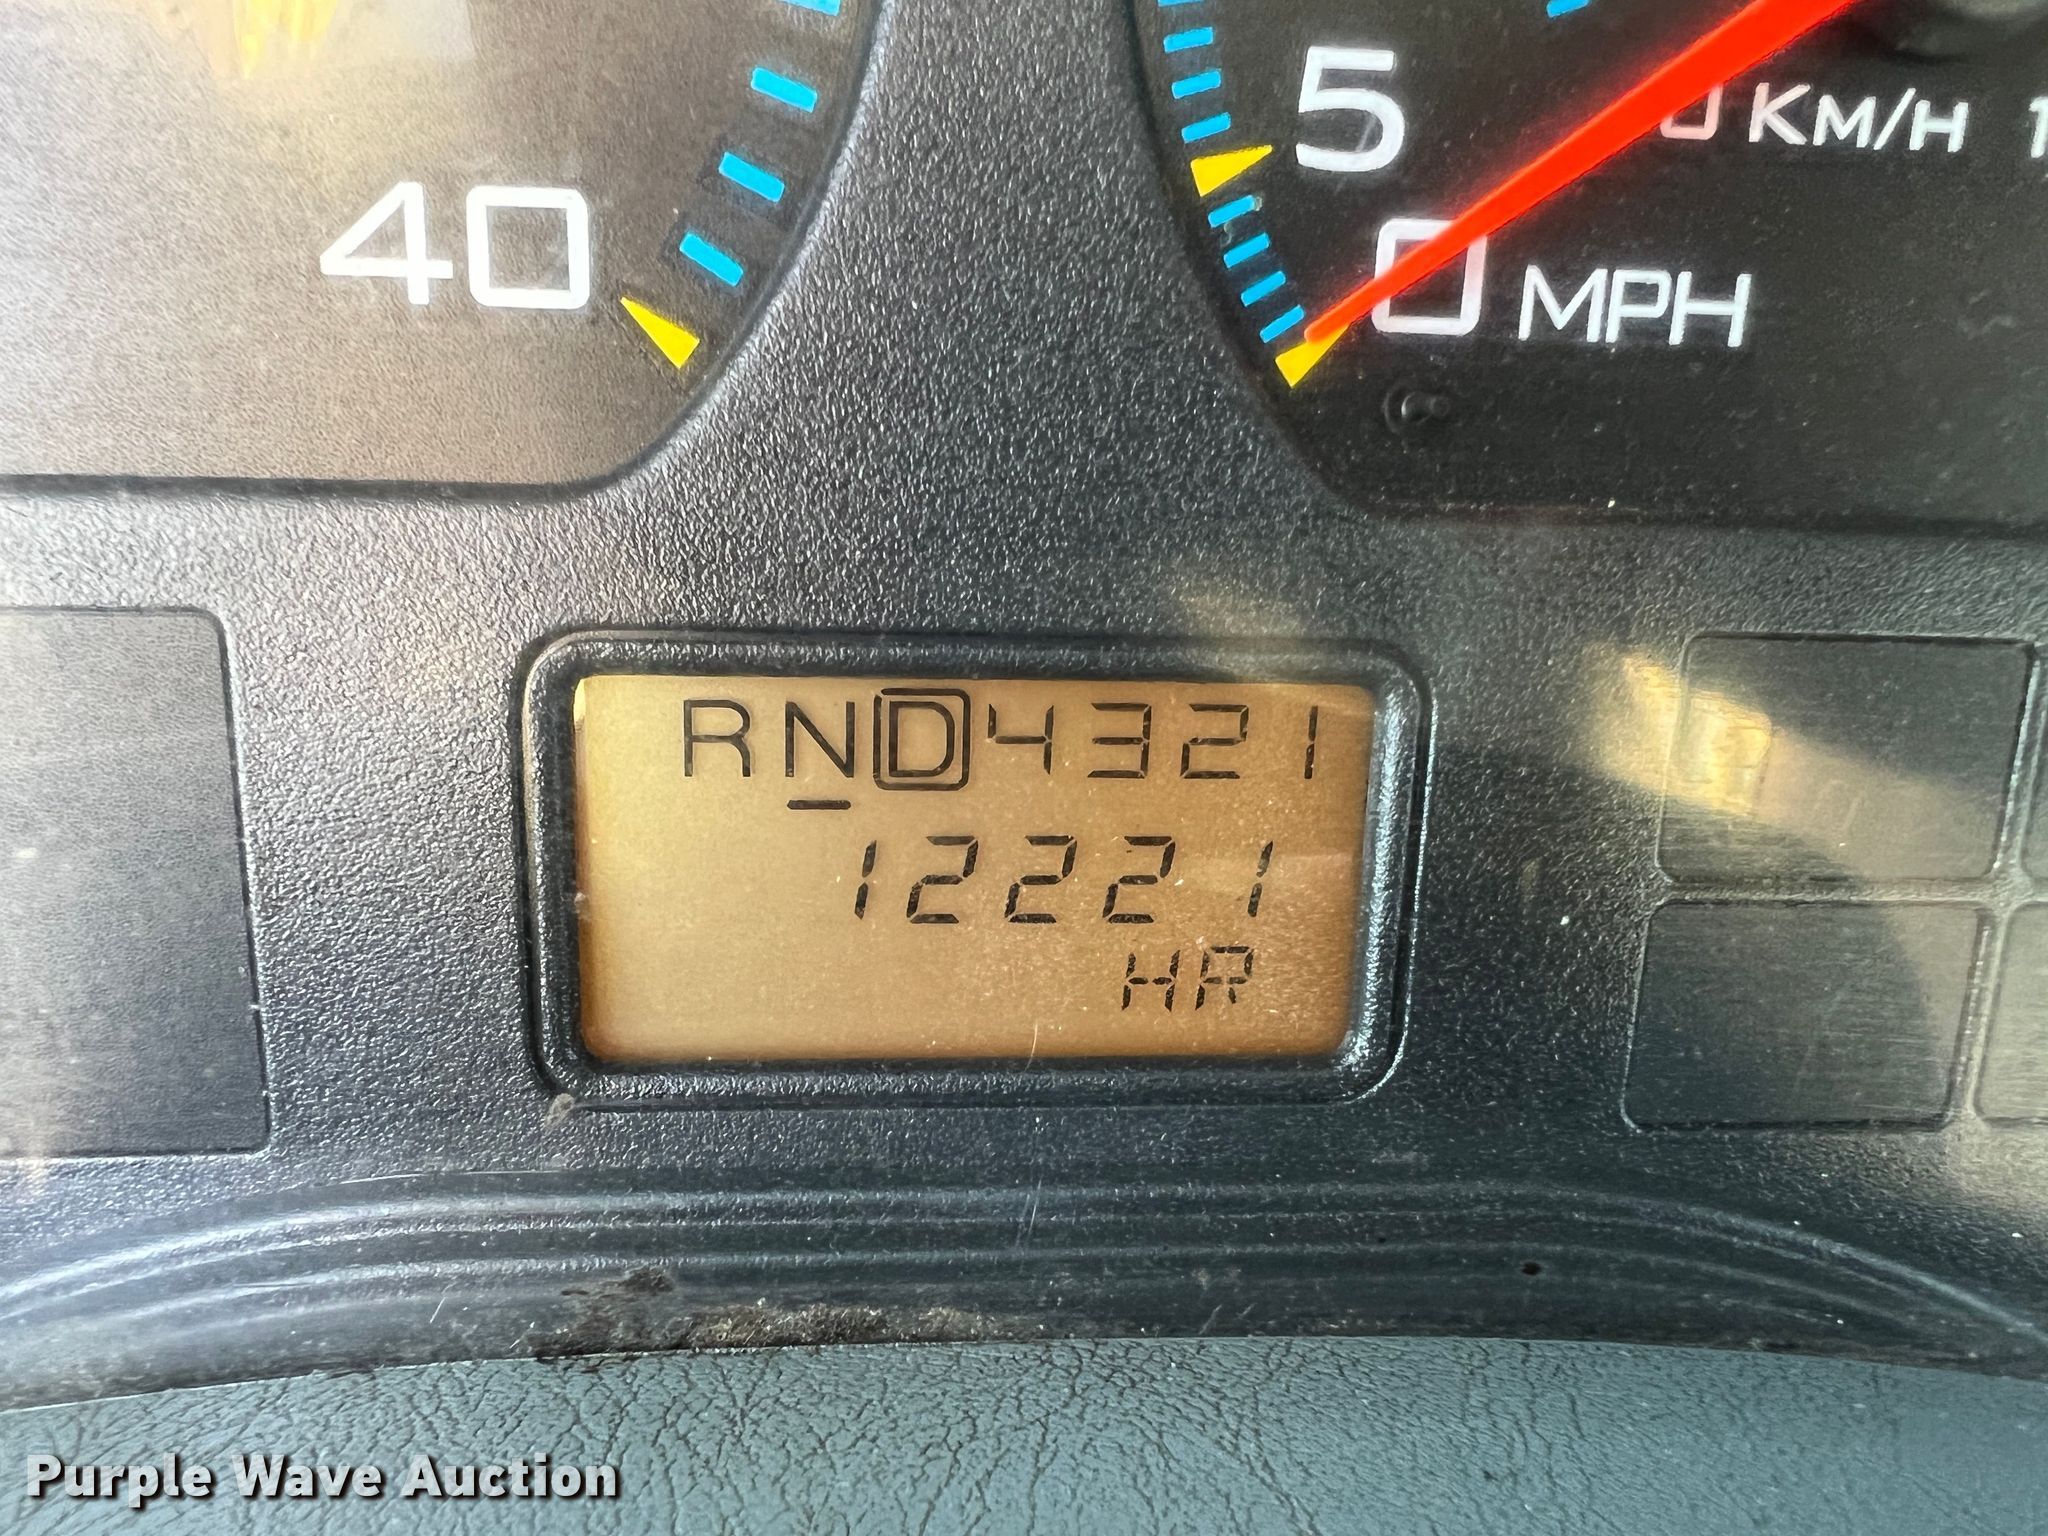 40
5
0 MPH
KM/H
RND4321
12221
HR
Purple Wave Auction